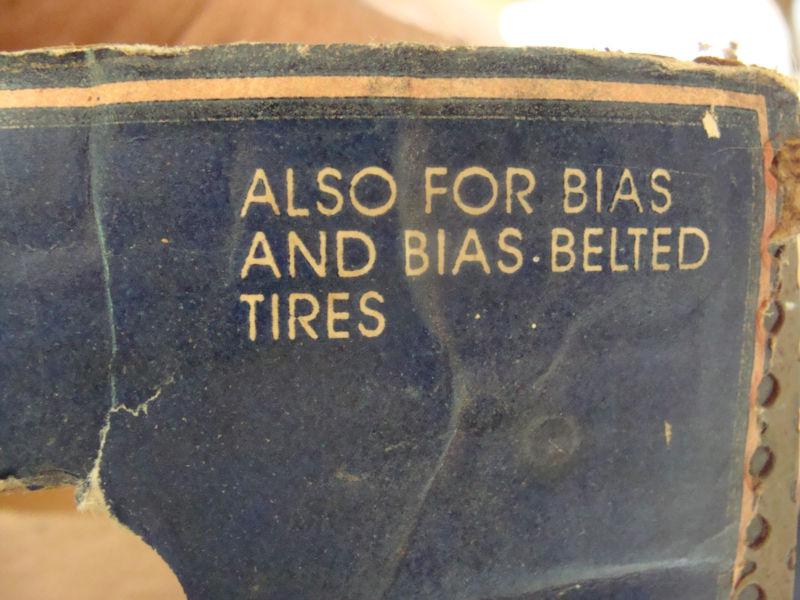 ALSO FOR BIAS
AND BIAS-BELTED
TIRES